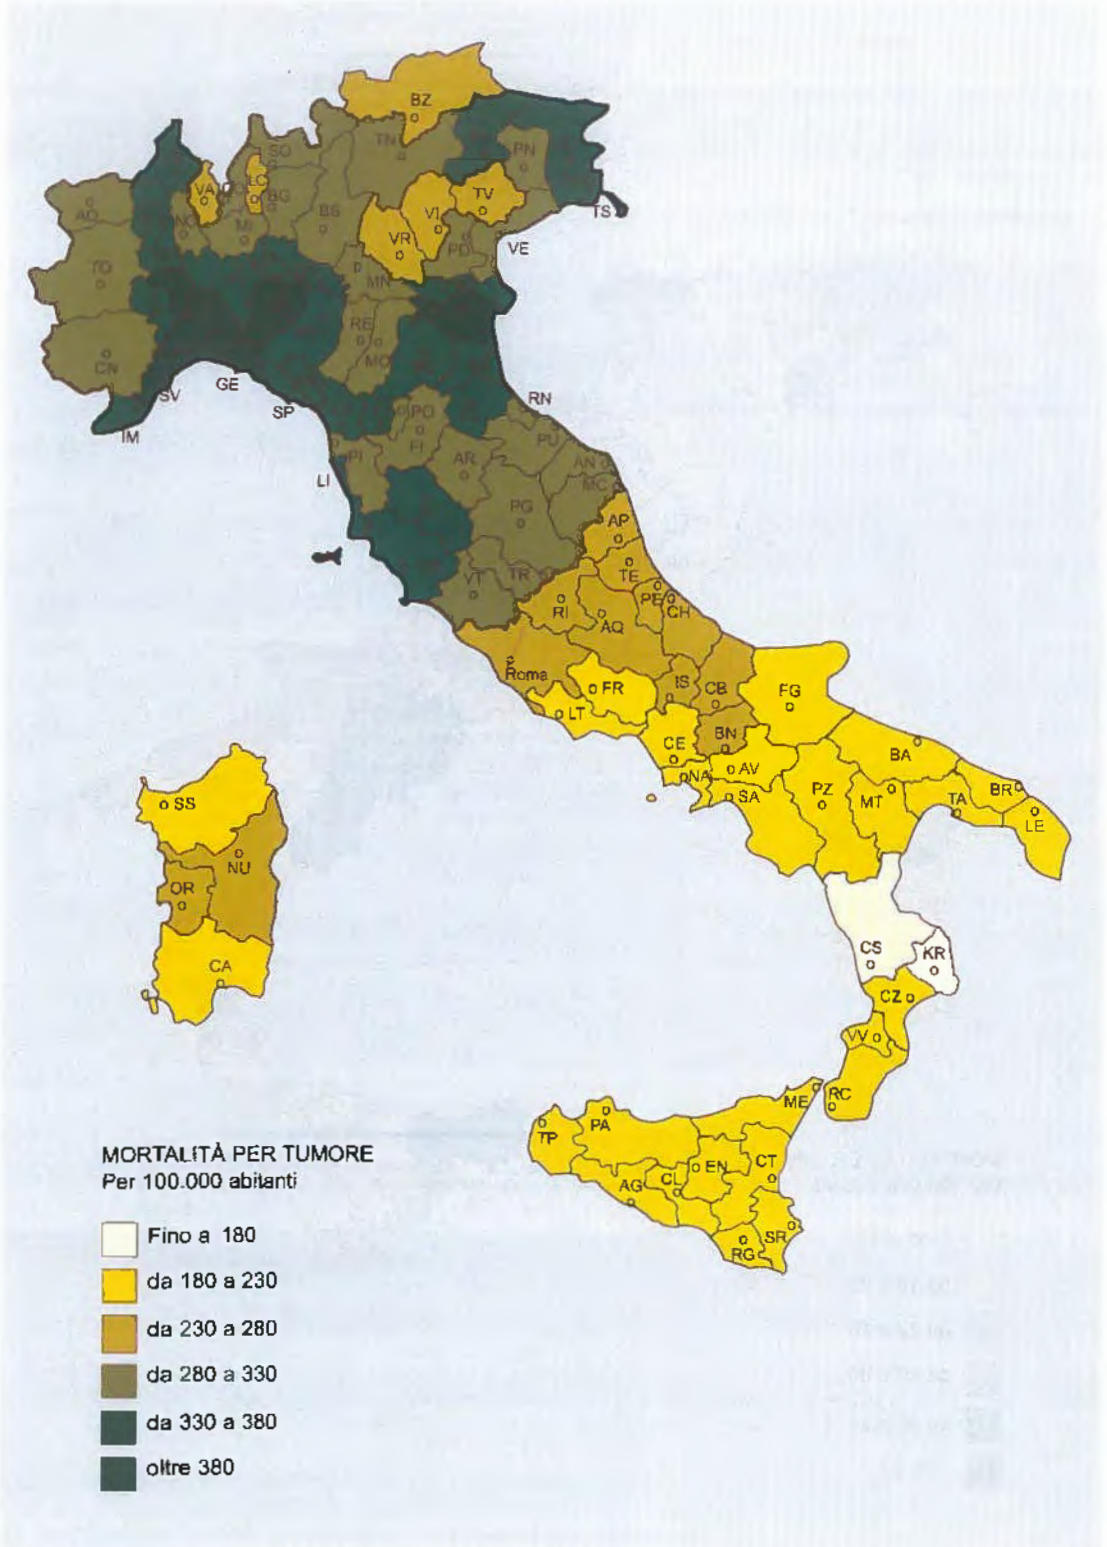 BZ
SO
TN
PN
VA
LC
CO
BG
TV
AO
NO
MI
BS
VI
TS
VR
PD
VE
TO
MN
RE
MO
CN
SV
GE
SP
RN
IM
PO
PU
FI
PI
AR
AN
LI
MC
PG
AP
VT
TR
TE
RI
PE
CH
AQ
Roma
FR
IS
CB
FG
LT
CE
BN
BA
NA
AV
SS
SA
PZ
MT
TA
BR
LE
NU
OR
CA
CS
KR
CZ
VV
ME
RC
TP
PA
AG
CL
EN
CT
RG
SR
MORTALITÀ PER TUMORE
Per 100.000 abitanti
Fino a 180
da 180 a 230
da 230 a 280
da 280 a 330
da 330 a 380
oltre 380